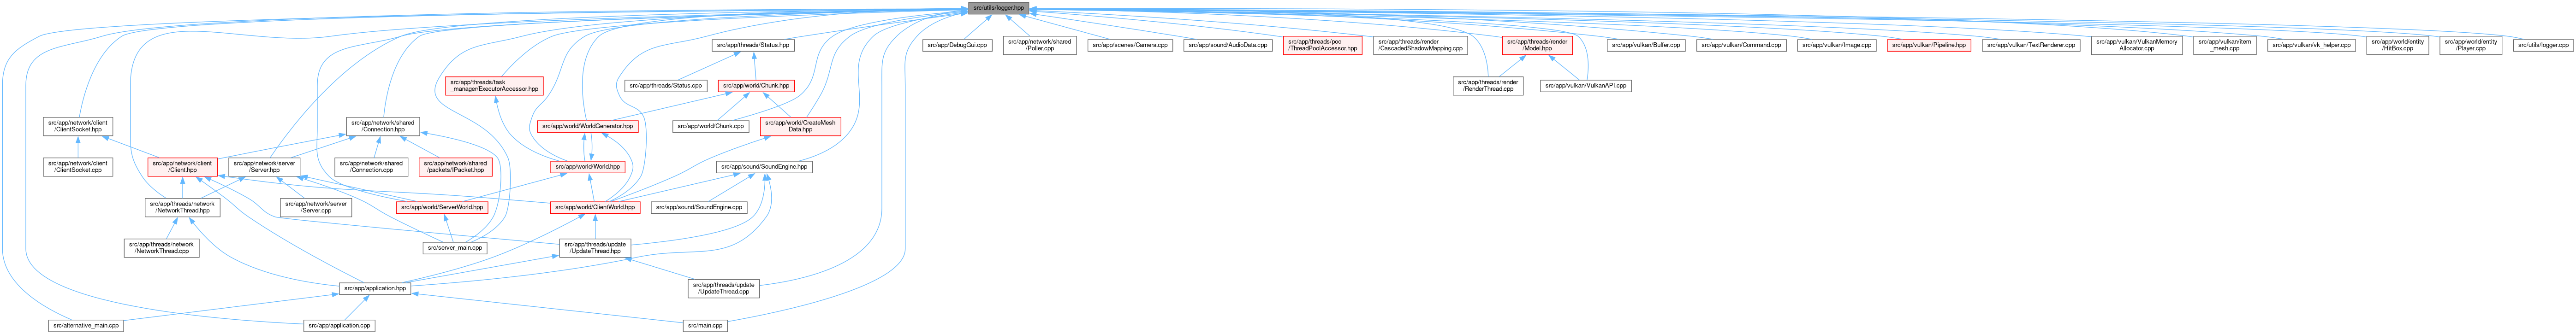 src/utils/logger.hpp
src/app/threads/Status.hpp
src/app/DebugGui.cpp
src/app/network/shared
/Poller.cpp
src/app/scenes/Camera.cpp
src/app/sound/AudioData.cpp
src/app/threads/pool
/ThreadPoolAccessor.hpp
src/app/threads/render
/CascadedShadowMapping.cpp
src/app/threads/render
/Model.hpp
src/app/vulkan/Buffer.cpp
src/app/vulkan/Command.cpp
src/app/vulkan/Image.cpp
src/app/vulkan/Pipeline.hpp
src/app/vulkan/TextRenderer.cpp
src/app/vulkan/VulkanMemory
Allocator.cpp
src/app/vulkan/item
_mesh.cpp
src/app/vulkan/vk_helper.cpp
src/app/world/entity
/HitBox.cpp
src/app/world/entity
/Player.cpp
src/utils/logger.cpp
src/app/threads/task
_manager/ExecutorAccessor.hpp
src/app/threads/Status.cpp
src/app/world/Chunk.hpp
src/app/threads/render
/RenderThread.cpp
src/app/vulkan/VulkanAPI.cpp
src/app/network/client
/ClientSocket.hpp
src/app/network/shared
/Connection.hpp
src/app/world/WorldGenerator.hpp
src/app/world/Chunk.cpp
src/app/world/CreateMesh
Data.hpp
src/app/network/client
/ClientSocket.cpp
src/app/network/client
/Client.hpp
src/app/network/server
/Server.hpp
src/app/network/shared
/Connection.cpp
src/app/network/shared
/packets/IPacket.hpp
src/app/world/World.hpp
src/app/sound/SoundEngine.hpp
src/app/threads/network
/NetworkThread.hpp
src/app/network/server
/Server.cpp
src/app/world/ServerWorld.hpp
src/app/world/ClientWorld.hpp
src/app/sound/SoundEngine.cpp
src/app/threads/network
/NetworkThread.cpp
src/server_main.cpp
src/app/threads/update
/UpdateThread.hpp
src/app/application.hpp
src/app/threads/update
/UpdateThread.cpp
src/alternative_main.cpp
src/app/application.cpp
src/main.cpp